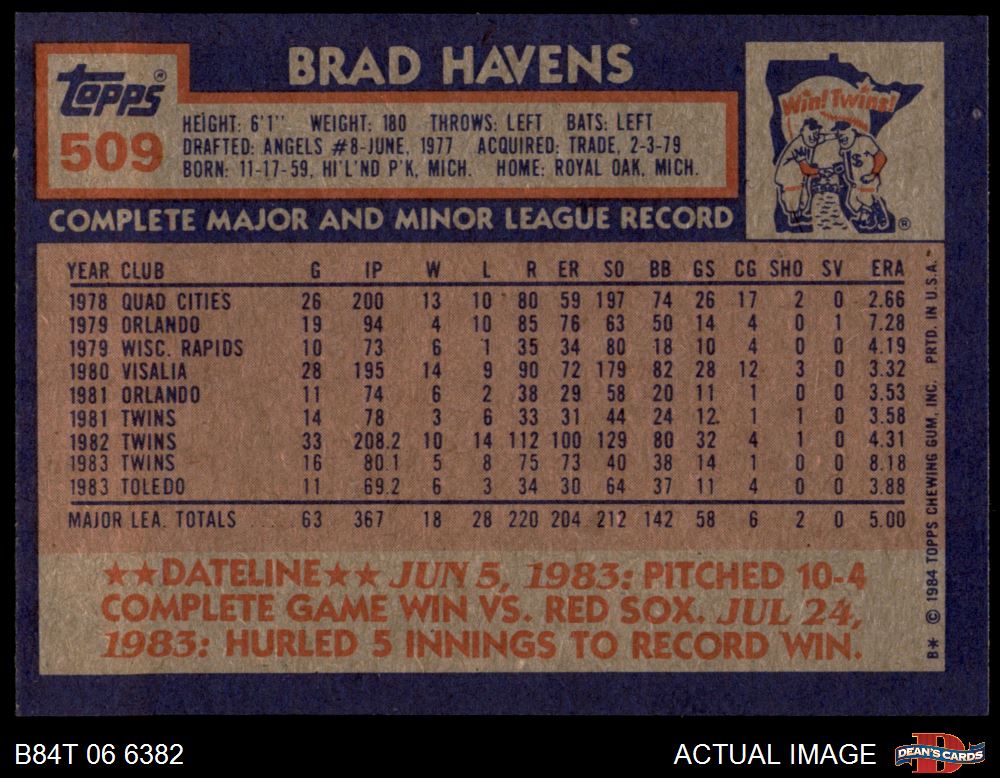 BRAD HAVENS
Topps®
509
HEIGHT: 6'1" WEIGHT: 180 THROWS: LEFT BATS: LEFT
DRAFTED: ANGELS #8-JUNE, 1977 ACQUIRED: TRADE, 2-3-79
BORN: 11-17-59, HI'L'ND P'K, MICH. HOME: ROYAL OAK, MICH.
Win! Twins!
®
COMPLETE MAJOR AND MINOR LEAGUE RECORD
YEAR CLUB G IP W L R ER SO BB GS CG SHO SV ERA
1978 QUAD CITIES 26 200 13 10 80 59 197 74 26 17 2 0 2.66
1979 ORLANDO 19 94 4 10 85 76 63 50 14 4 0 1 7.28
1979 WISC. RAPIDS 10 73 6 1 35 34 80 18 10 4 0 0 4.19
1980 VISALIA 28 195 14 9 90 72 179 82 28 12 3 0 3.32
1981 ORLANDO 11 74 6 2 38 29 58 20 11 1 0 0 3.53
1981 TWINS 14 78 3 6 33 31 44 24 12 1 1 0 3.58
1982 TWINS 33 208.2 10 14 112 100 129 80 32 4 1 0 4.31
1983 TWINS 16 80.1 5 8 75 73 40 38 14 1 0 0 8.18
1983 TOLEDO 11 69.2 6 3 34 30 64 37 11 4 0 0 3.88
MAJOR LEA. TOTALS 63 367 18 28 220 204 212 142 58 6 2 0 5.00
★★DATELINE★★ JUN 5, 1983: PITCHED 10-4
COMPLETE GAME WIN VS. RED SOX. JUL 24,
1983: HURLED 5 INNINGS TO RECORD WIN.
B* © 1984 TOPPS CHEWING GUM, INC. PRTD. IN U.S.A.
B84T 06 6382
ACTUAL IMAGE
D
DEAN'S CARDS